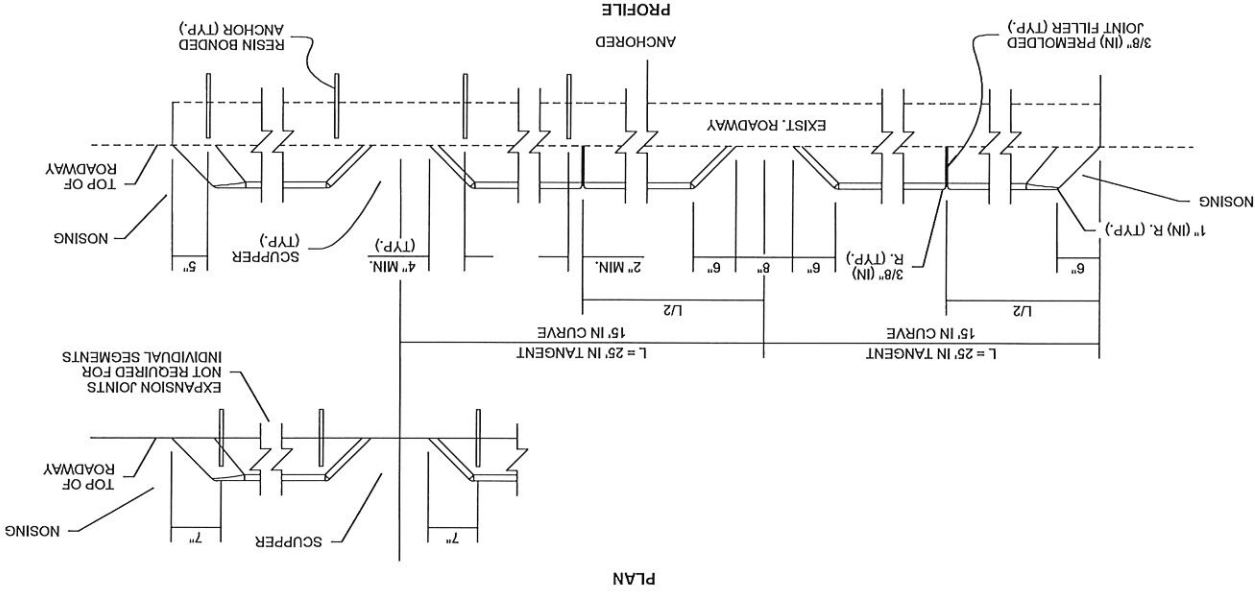 PLAN
7"
SCUPPER
7"
NOSING
TOP OF
ROADWAY
EXPANSION JOINTS
NOT REQUIRED FOR
INDIVIDUAL SEGMENTS
L = 25' IN TANGENT
15' IN CURVE
L = 25' IN TANGENT
15' IN CURVE
L/2
L/2
6"
3/8" (IN)
R. (TYP.)
6"
8"
6"
2" MIN.
4" MIN.
(TYP.)
SCUPPER
(TYP.)
5"
NOSING
1" (IN) R. (TYP.)
NOSING
TOP OF
ROADWAY
EXIST. ROADWAY
3/8" (IN) PREMOLDED
JOINT FILLER (TYP.)
ANCHORED
RESIN BONDED
ANCHOR (TYP.)
PROFILE